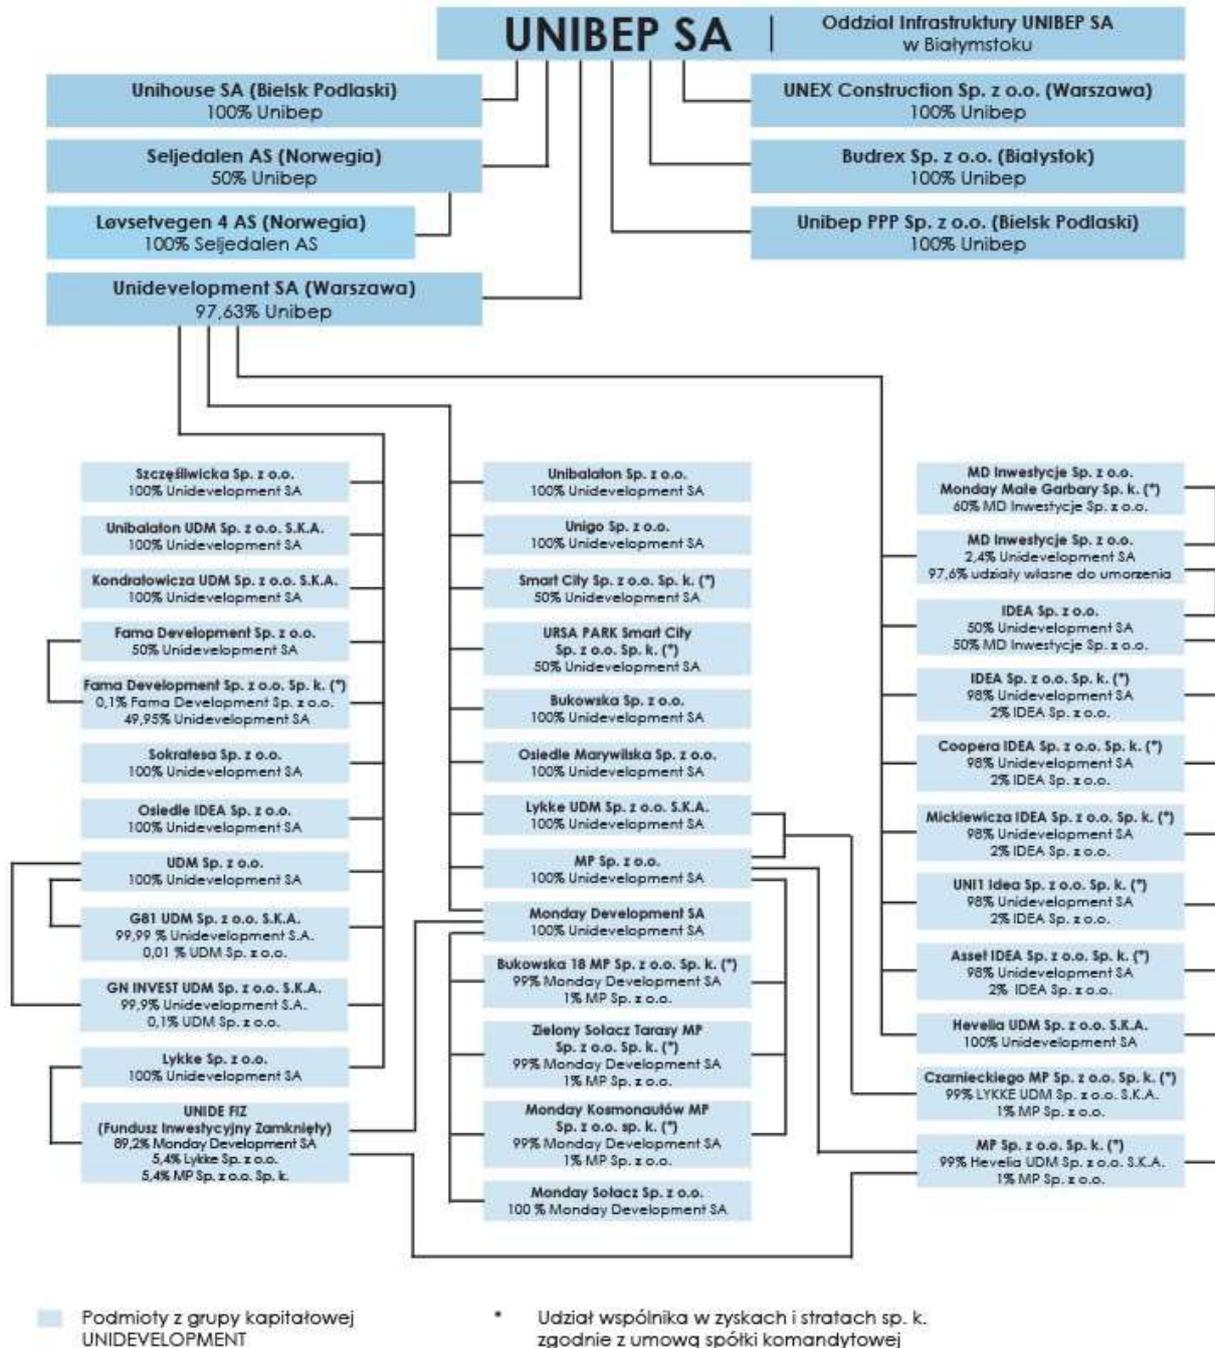 UNIBEP SA | Oddział Infrastruktury UNIBEP SA
w Białymstoku
Unihouse SA (Bielsk Podlaski)
100% Unibep
Seljedalen AS (Norwegia)
50% Unibep
Løvsetvegen 4 AS (Norwegia)
100% Seljedalen AS
Unidevelopment SA (Warszawa)
97,63% Unibep
UNEX Construction Sp. z o.o. (Warszawa)
100% Unibep
Budrex Sp. z o.o. (Białystok)
100% Unibep
Unibep PPP Sp. z o.o. (Bielsk Podlaski)
100% Unibep
Szczęśliwicka Sp. z o.o.
100% Unidevelopment SA
Unibalaton UDM Sp. z o.o. S.K.A.
100% Unidevelopment SA
Kondratowicza UDM Sp. z o.o. S.K.A.
100% Unidevelopment SA
Fama Development Sp. z o.o.
50% Unidevelopment SA
Fama Development Sp. z o.o. Sp. k. (*)
0,1% Fama Development Sp. z o.o.
49,95% Unidevelopment SA
Sokratesa Sp. z o.o.
100% Unidevelopment SA
Osiedle IDEA Sp. z o.o.
100% Unidevelopment SA
UDM Sp. z o.o.
100% Unidevelopment SA
G81 UDM Sp. z o.o. S.K.A.
99,99 % Unidevelopment S.A.
0,01 % UDM Sp. z o.o.
GN INVEST UDM Sp. z o.o. S.K.A.
99,9% Unidevelopment S.A.
0,1% UDM Sp. z o.o.
Lykke Sp. z o.o.
100% Unidevelopment SA
UNIDE FIZ
(Fundusz Inwestycyjny Zamknięty)
89,2% Monday Development SA
5,4% Lykke Sp. z o.o.
5,4% MP Sp. z o.o. Sp. k.
Unibalaton Sp. z o.o.
100% Unidevelopment SA
Unigo Sp. z o.o.
100% Unidevelopment SA
Smart City Sp. z o.o. Sp. k. (*)
50% Unidevelopment SA
URSA PARK Smart City
Sp. z o.o. Sp. k. (*)
50% Unidevelopment SA
Bukowska Sp. z o.o.
100% Unidevelopment SA
Osiedle Marywilska Sp. z o.o.
100% Unidevelopment SA
Lykke UDM Sp. z o.o. S.K.A.
100% Unidevelopment SA
MP Sp. z o.o.
100% Unidevelopment SA
Monday Development SA
100% Unidevelopment SA
Bukowska 18 MP Sp. z o.o. Sp. k. (*)
99% Monday Development SA
1% MP Sp. z o.o.
Zielony Sołacz Tarasy MP
Sp. z o.o. Sp. k. (*)
99% Monday Development SA
1% MP Sp. z o.o.
Monday Kosmonautów MP
Sp. z o.o. sp. k. (*)
99% Monday Development SA
1% MP Sp. z o.o.
Monday Sołacz Sp. z o.o.
100 % Monday Development SA
MD Inwestycje Sp. z o.o.
Monday Małe Garbary Sp. k. (*)
60% MD Inwestycje Sp. z o.o.
MD Inwestycje Sp. z o.o.
2,4% Unidevelopment SA
97,6% udziały własne do umorzenia
IDEA Sp. z o.o.
50% Unidevelopment SA
50% MD Inwestycje Sp. z o.o.
IDEA Sp. z o.o. Sp. k. (*)
98% Unidevelopment SA
2% IDEA Sp. z o.o.
Coopera IDEA Sp. z o.o. Sp. k. (*)
98% Unidevelopment SA
2% IDEA Sp. z o.o.
Mickiewicza IDEA Sp. z o.o. Sp. k. (*)
98% Unidevelopment SA
2% IDEA Sp. z o.o.
UNI1 Idea Sp. z o.o. Sp. k. (*)
98% Unidevelopment SA
2% IDEA Sp. z o.o.
Asset IDEA Sp. z o.o. Sp. k. (*)
98% Unidevelopment SA
2% IDEA Sp. z o.o.
Hevelia UDM Sp. z o.o. S.K.A.
100% Unidevelopment SA
Czarnieckiego MP Sp. z o.o. Sp. k. (*)
99% LYKKE UDM Sp. z o.o. S.K.A.
1% MP Sp. z o.o.
MP Sp. z o.o. Sp. k. (*)
99% Hevelia UDM Sp. z o.o. S.K.A.
1% MP Sp. z o.o.
Podmioty z grupy kapitałowej
UNIDEVELOPMENT
* Udział wspólnika w zyskach i stratach sp. k.
zgodnie z umową spółki komandytowej